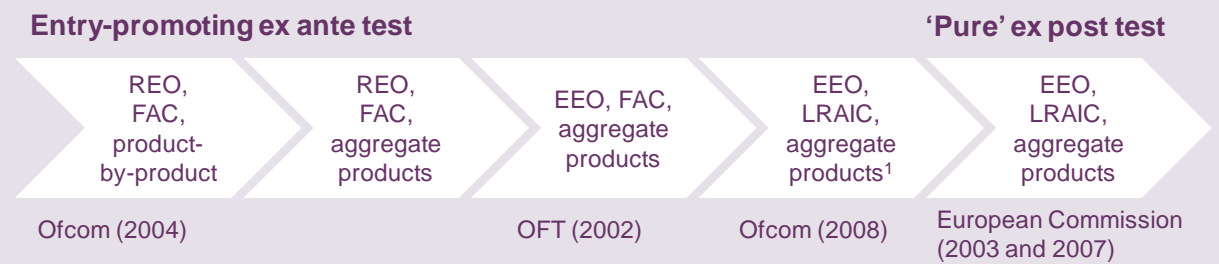 Entry-promoting ex ante test
‘Pure’ ex post test
REO,
FAC,
product-
by-product
REO,
FAC,
aggregate
products
EEO, FAC,
aggregate
products
EEO,
LRAIC,
aggregate
products¹
EEO,
LRAIC,
aggregate
products
Ofcom (2004)
OFT (2002)
Ofcom (2008)
European Commission
(2003 and 2007)